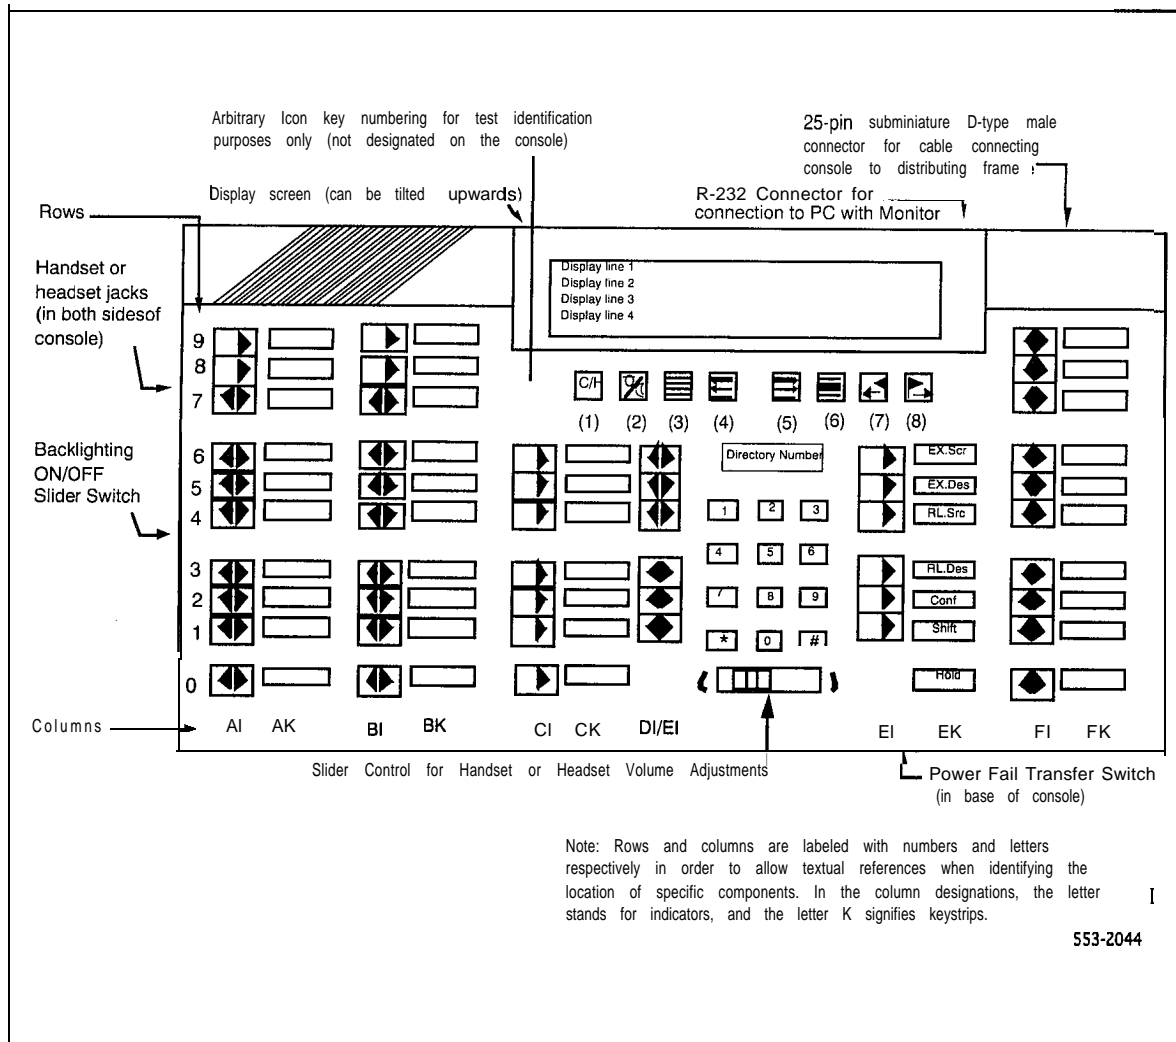 Arbitrary Icon key numbering for test identification
purposes only (not designated on the console)
25-pin subminiature D-type male
connector for cable connecting
console to distributing frame
Display screen (can be tilted upwards)
R-232 Connector for
connection to PC with Monitor
Rows
Handset or
headset jacks
(in both sidesof
console)
Display line 1
Display line 2
Display line 3
Display line 4
9
8
7
C/H
(1) (2) (3) (4) (5) (6) (7) (8)
Backlighting
ON/OFF
Slider Switch
6
5
4
Directory Number
EX.Scr
EX.Des
RL.Src
1 2 3
4 5 6
7 8 9
* 0 #
3
2
1
RL.Des
Conf
Shift
0
Hold
Columns
AI AK BI BK CI CK DI/EI EI EK FI FK
Slider Control for Handset or Headset Volume Adjustments
Power Fail Transfer Switch
(in base of console)
Note: Rows and columns are labeled with numbers and letters
respectively in order to allow textual references when identifying the
location of specific components. In the column designations, the letter I
stands for indicators, and the letter K signifies keystrips.
553-2044